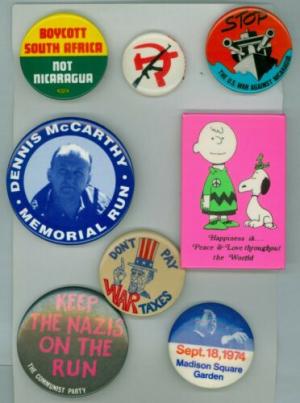 BOYCOTT
SOUTH AFRICA
NOT
NICARAGUA
STOP
THE U.S. WAR AGAINST NICARAGUA
DENNIS McCARTHY
MEMORIAL RUN
Happiness is...
Peace & Love throughout
the World
DON'T PAY
WAR
TAXES
KEEP
THE NAZIS
ON THE
RUN
THE COMMUNIST PARTY
Sept. 18, 1974
Madison Square
Garden